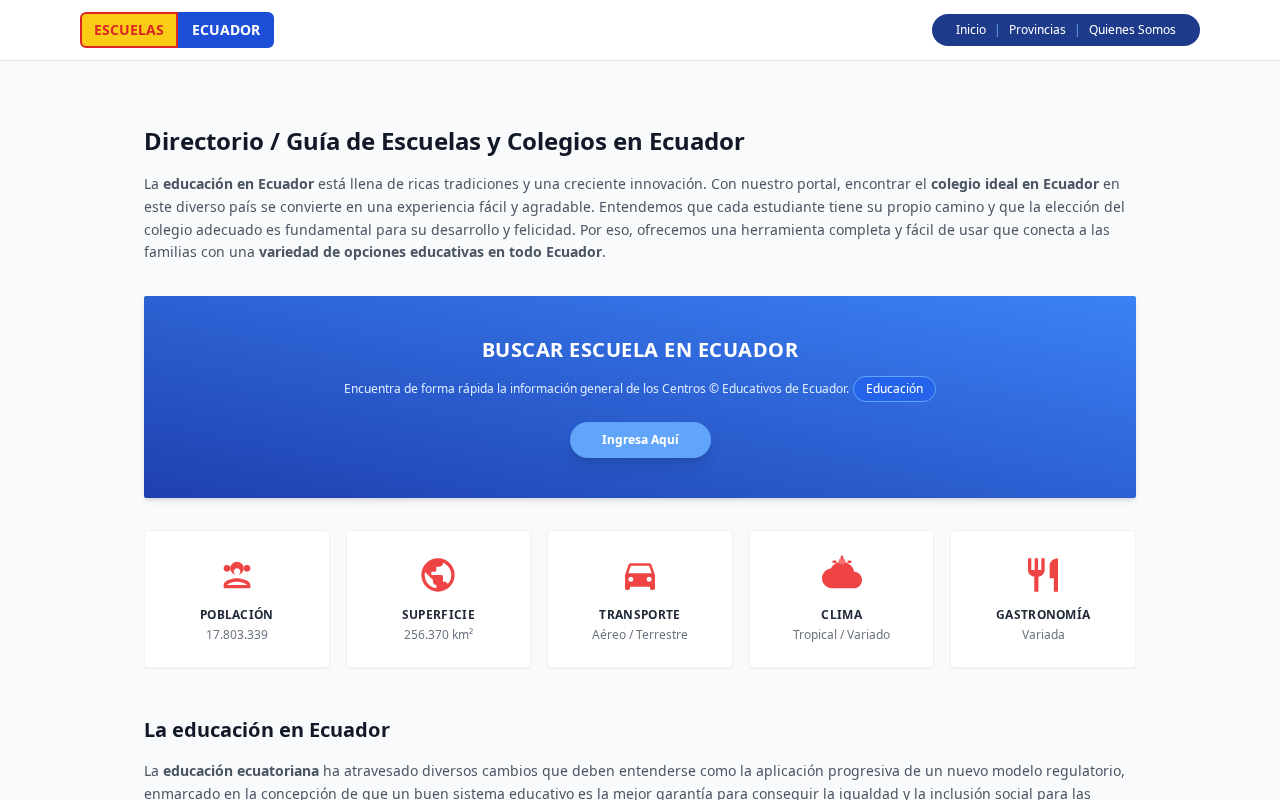 ESCUELAS ECUADOR
Inicio | Provincias | Quienes Somos
Directorio / Guía de Escuelas y Colegios en Ecuador
La educación en Ecuador está llena de ricas tradiciones y una creciente innovación. Con nuestro portal, encontrar el colegio ideal en Ecuador en
este diverso país se convierte en una experiencia fácil y agradable. Entendemos que cada estudiante tiene su propio camino y que la elección del
colegio adecuado es fundamental para su desarrollo y felicidad. Por eso, ofrecemos una herramienta completa y fácil de usar que conecta a las
familias con una variedad de opciones educativas en todo Ecuador.
BUSCAR ESCUELA EN ECUADOR
Encuentra de forma rápida la información general de los Centros © Educativos de Ecuador. Educación
Ingresa Aquí
POBLACIÓN
17.803.339
SUPERFICIE
256.370 km²
TRANSPORTE
Aéreo / Terrestre
CLIMA
Tropical / Variado
GASTRONOMÍA
Variada
La educación en Ecuador
La educación ecuatoriana ha atravesado diversos cambios que deben entenderse como la aplicación progresiva de un nuevo modelo regulatorio,
enmarcado en la concepción de que un buen sistema educativo es la mejor garantía para conseguir la igualdad y la inclusión social para las